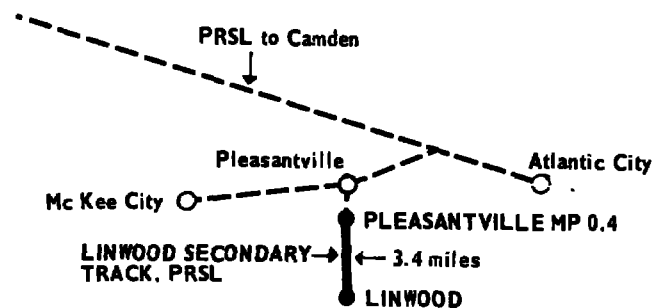 PRSL to Camden
Pleasantville
Atlantic City
Mc Kee City
PLEASANTVILLE MP 0.4
LINWOOD SECONDARY
TRACK, PRSL
3.4 miles
LINWOOD